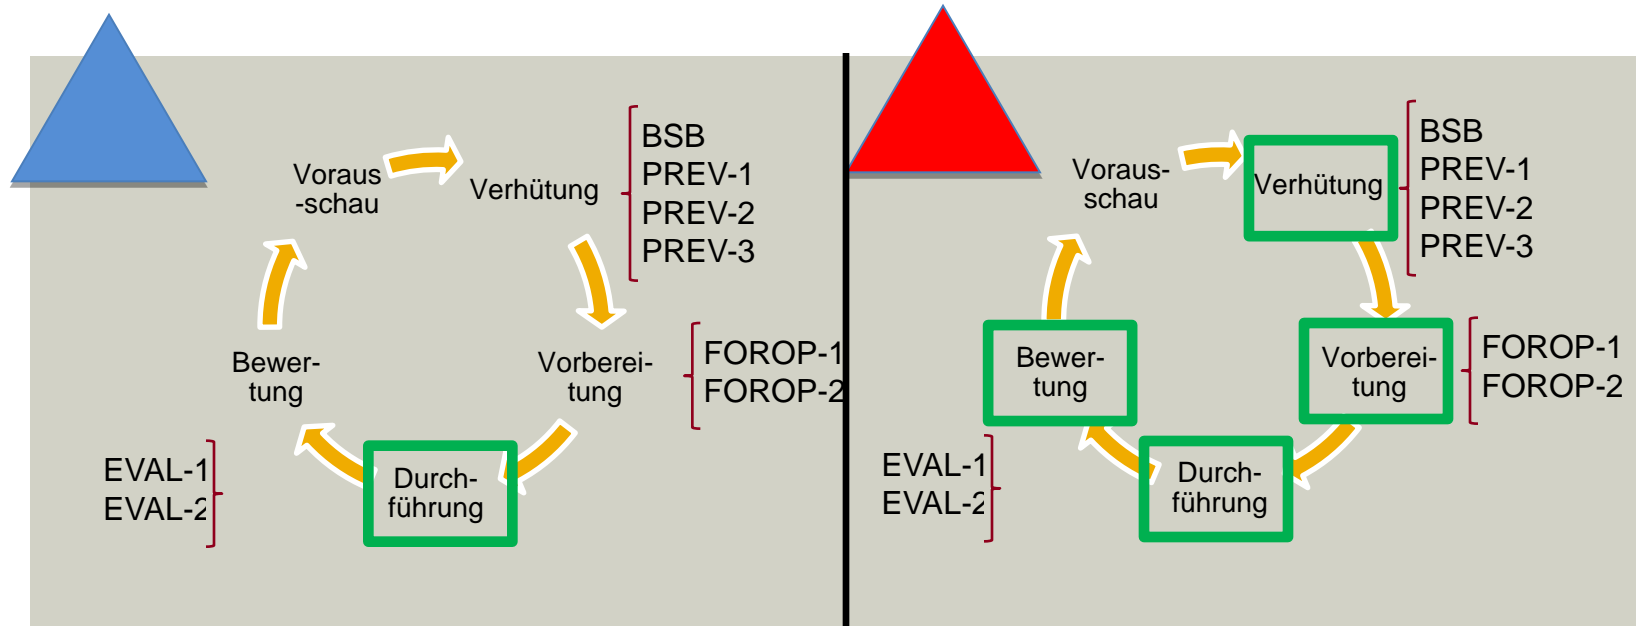 Voraus
-schau
Verhütung
BSB
PREV-1
PREV-2
PREV-3
Vorberei-
tung
FOROP-1
FOROP-2
Durch-
führung
EVAL-1
EVAL-2
Bewer-
tung
Voraus-
schau
Verhütung
BSB
PREV-1
PREV-2
PREV-3
Vorberei-
tung
FOROP-1
FOROP-2
Durch-
führung
EVAL-1
EVAL-2
Bewer-
tung